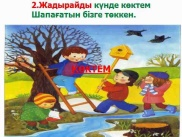 2.Жадырайды күнде көктем
Шапағатын бізге төккен.
КӨКТЕМ